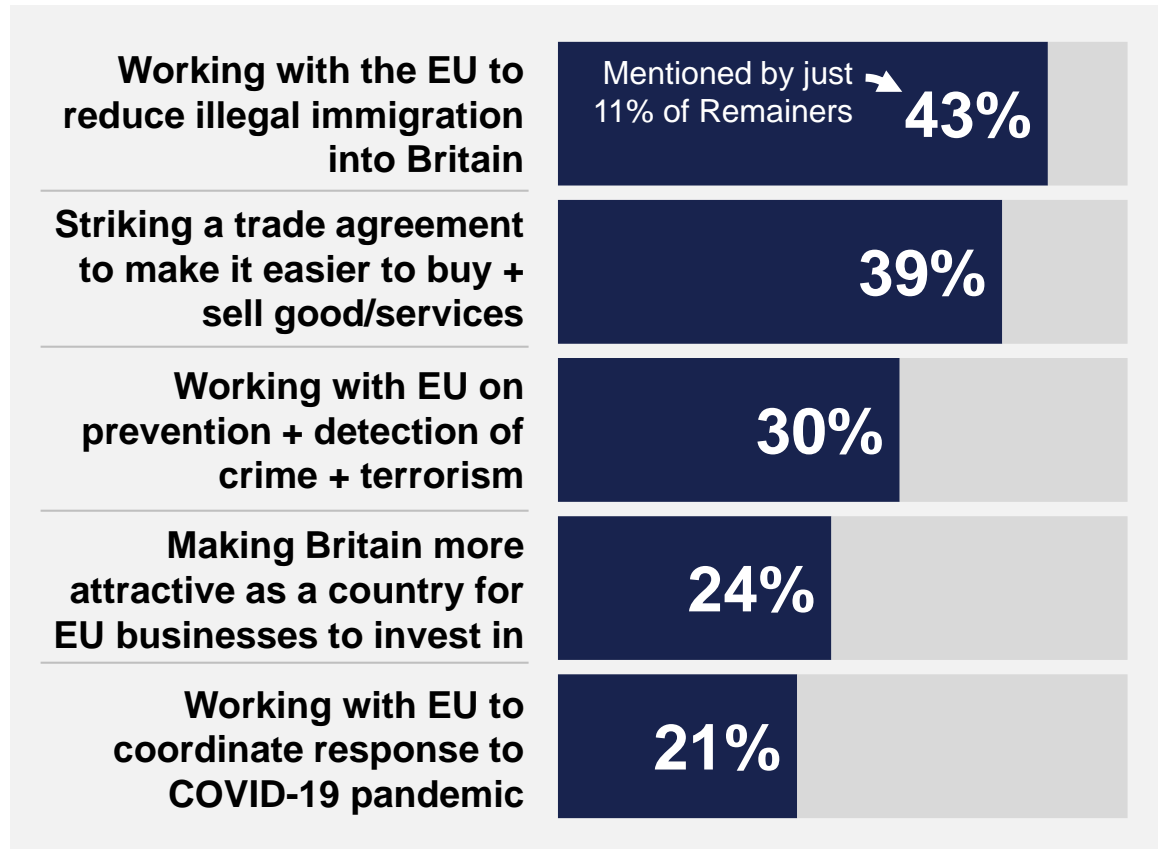 Working with the EU to
reduce illegal immigration
into Britain
Mentioned by just
11% of Remainers
43%
Striking a trade agreement
to make it easier to buy +
sell good/services
39%
Working with EU on
prevention + detection of
crime + terrorism
30%
Making Britain more
attractive as a country for
EU businesses to invest in
24%
Working with EU to
coordinate response to
COVID-19 pandemic
21%